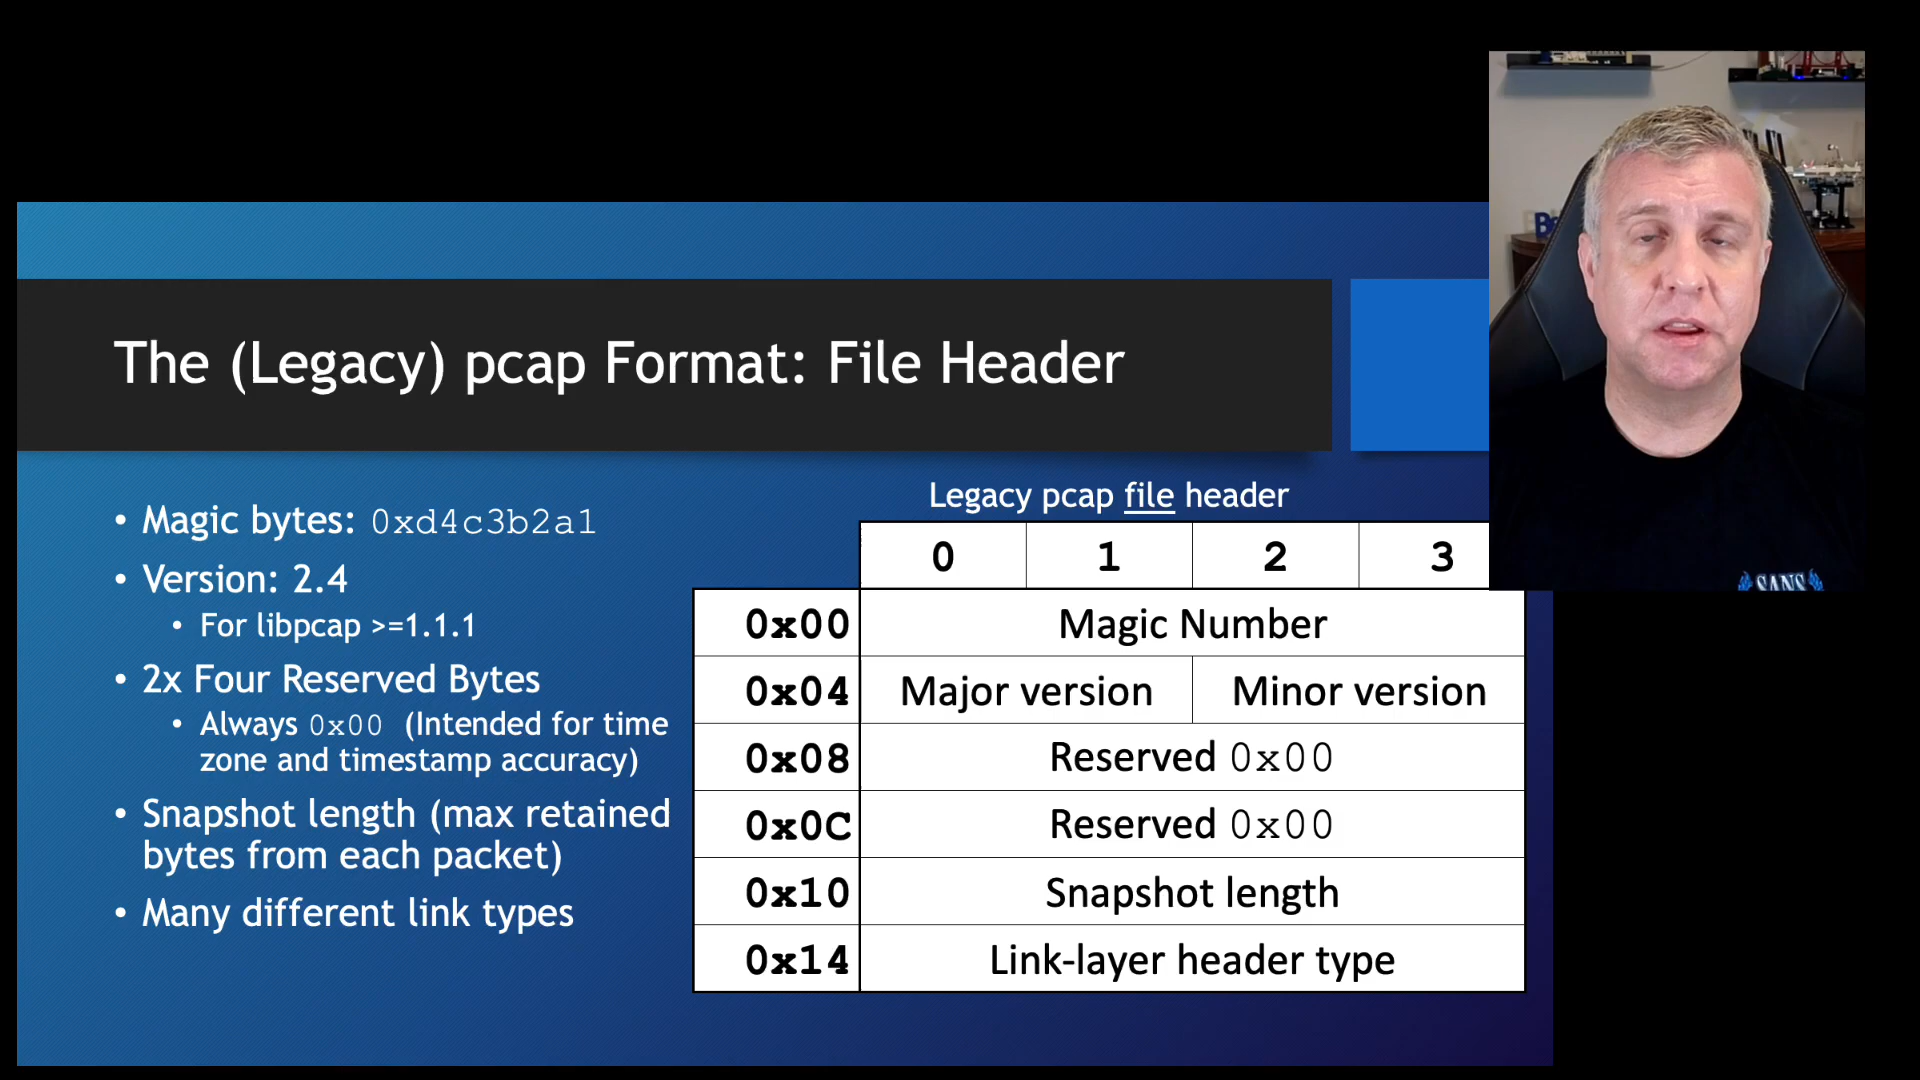 The (Legacy) pcap Format: File Header
• Magic bytes: 0xd4c3b2a1
• Version: 2.4
• For libpcap >=1.1.1
• 2x Four Reserved Bytes
• Always 0x00 (Intended for time
zone and timestamp accuracy)
• Snapshot length (max retained
bytes from each packet)
• Many different link types
Legacy pcap file header
0 1 2 3
0x00 Magic Number
0x04 Major version Minor version
0x08 Reserved 0x00
0x0C Reserved 0x00
0x10 Snapshot length
0x14 Link-layer header type
SANS